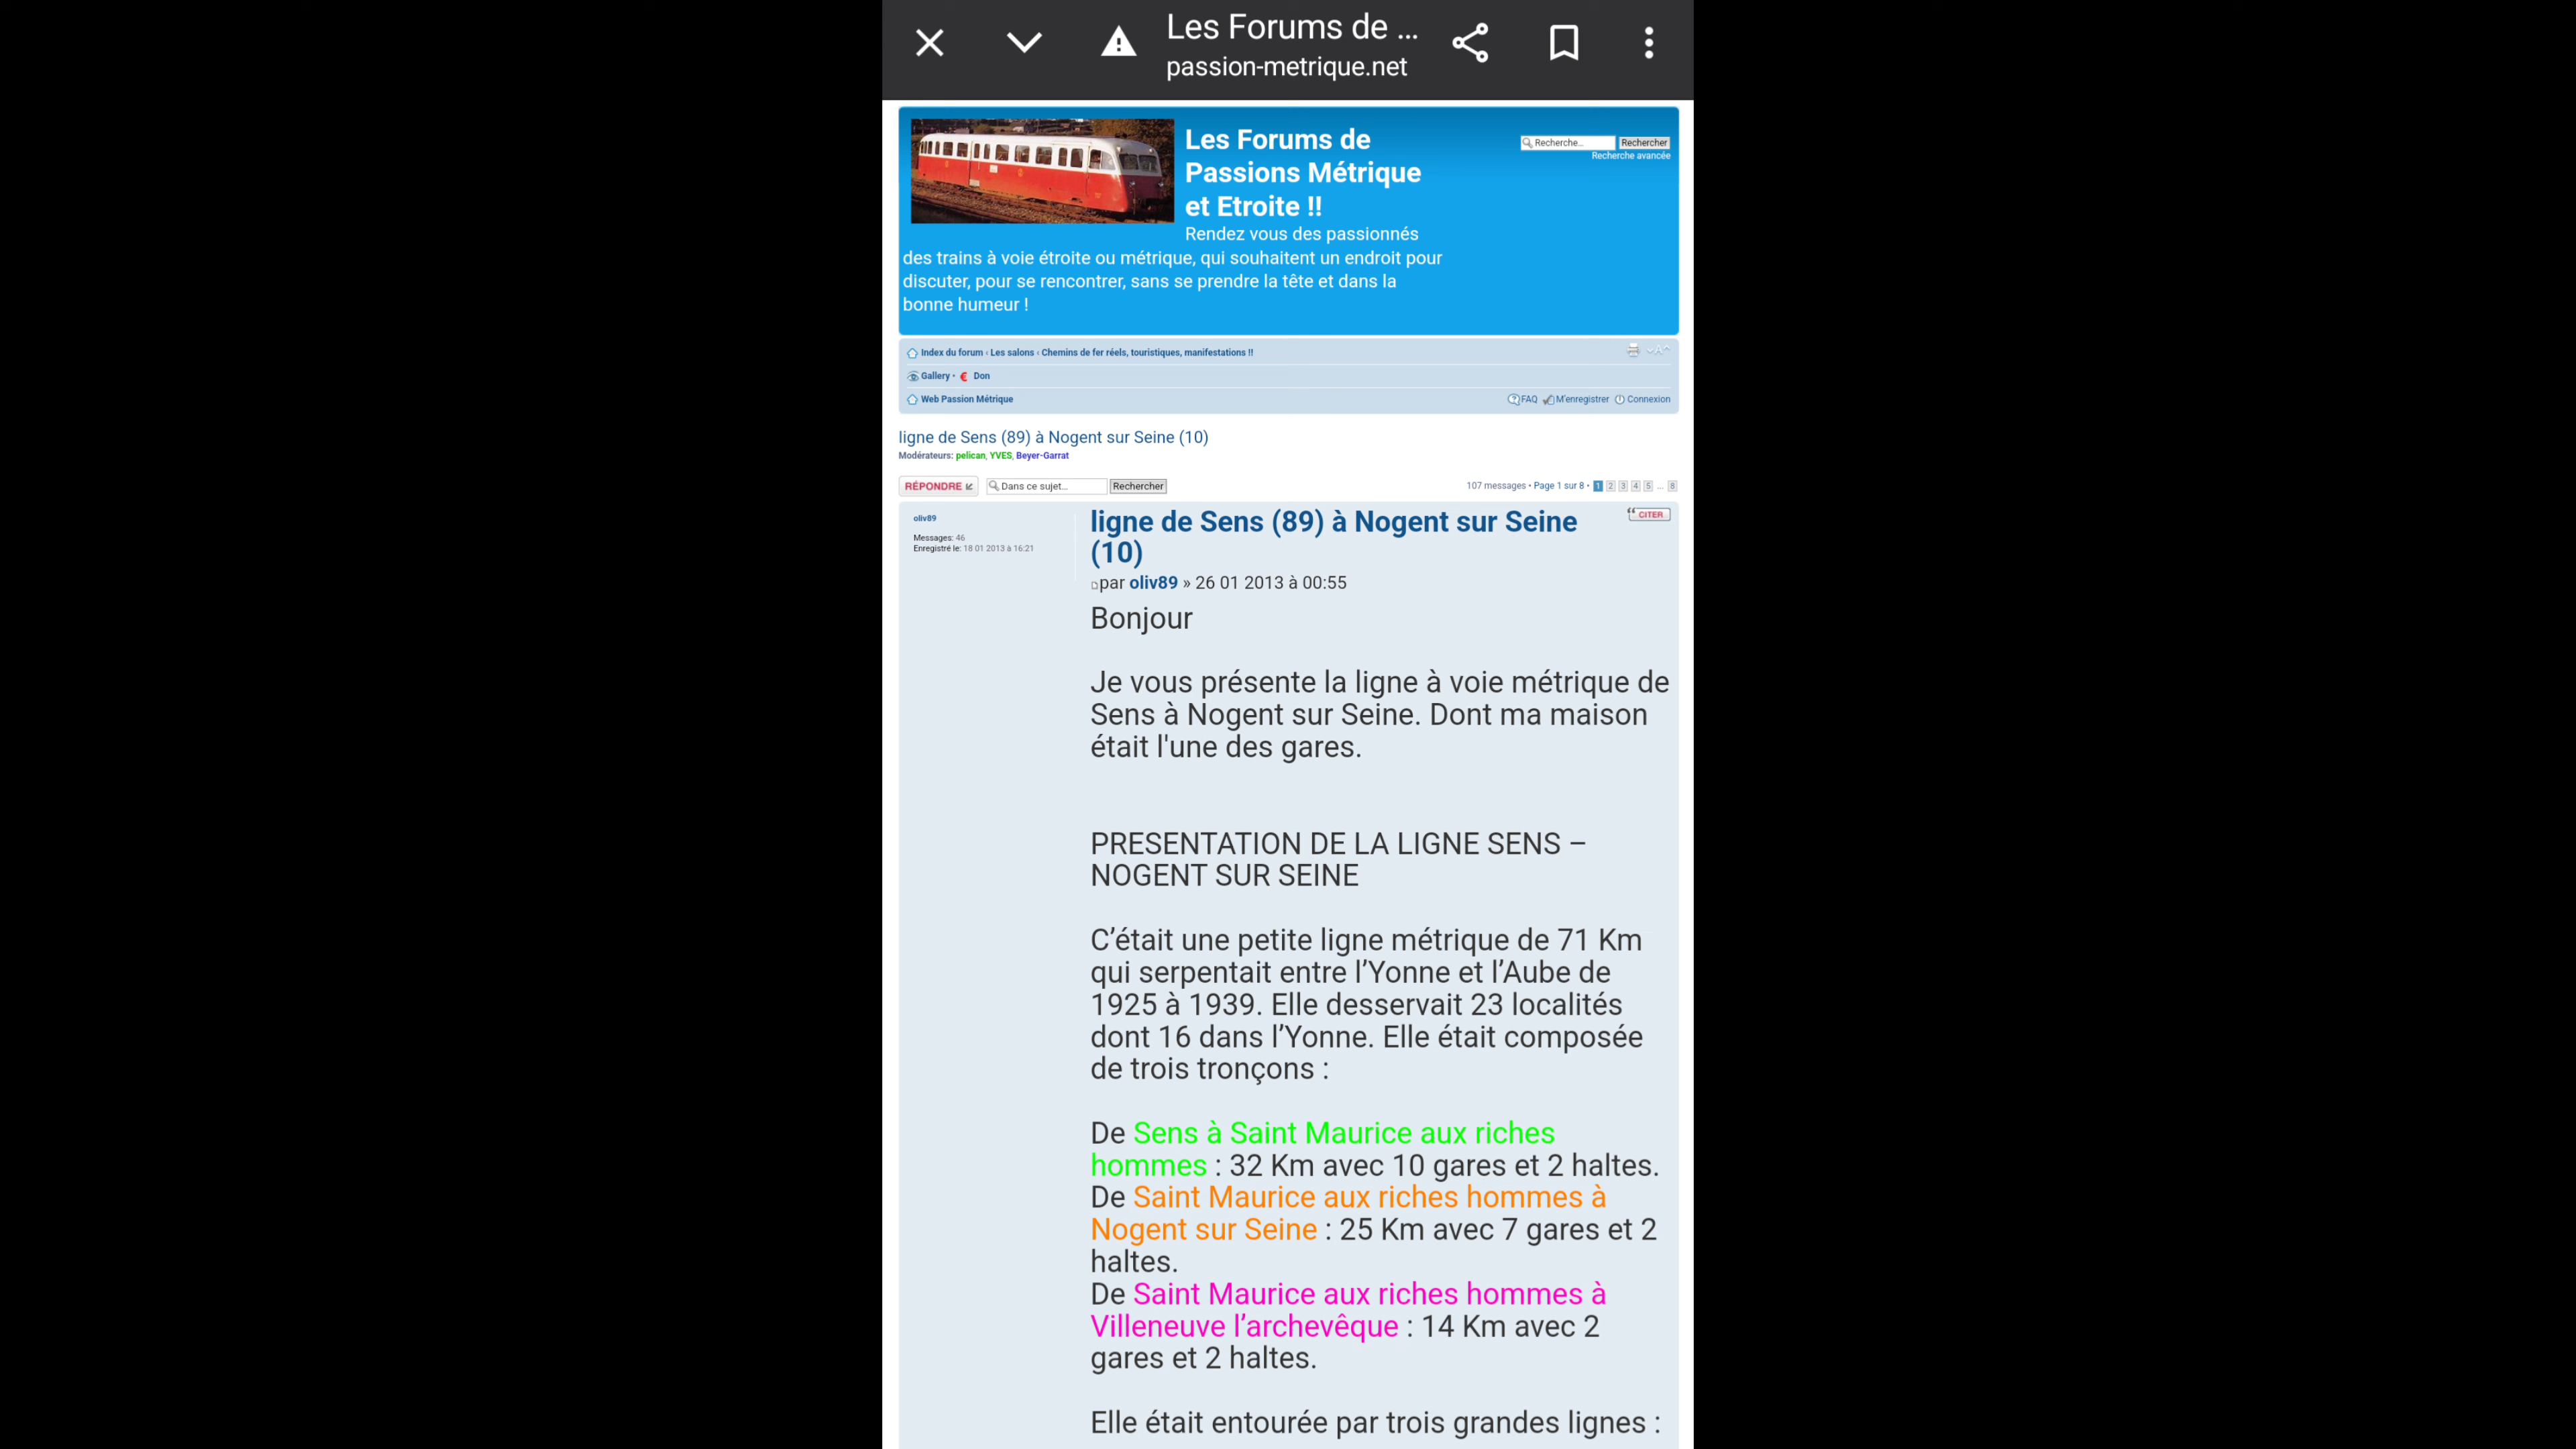 Les Forums de ...
passion-metrique.net
Les Forums de
Passions Métrique
et Etroite !!
Rendez vous des passionnés
des trains à voie étroite ou métrique, qui souhaitent un endroit pour
discuter, pour se rencontrer, sans se prendre la tête et dans la
bonne humeur !
Recherche... Rechercher
Recherche avancée
Index du forum ‹ Les salons ‹ Chemins de fer réels, touristiques, manifestations !!
Gallery • € Don
Web Passion Métrique
FAQ M'enregistrer Connexion
ligne de Sens (89) à Nogent sur Seine (10)
Modérateurs: pelican, YVES, Beyer-Garrat
RÉPONDRE Dans ce sujet... Rechercher
107 messages • Page 1 sur 8 • 1 2 3 4 5 ... 8
oliv89
Messages: 46
Enregistré le: 18 01 2013 à 16:21
ligne de Sens (89) à Nogent sur Seine
(10)
CITER
par oliv89 » 26 01 2013 à 00:55
Bonjour
Je vous présente la ligne à voie métrique de
Sens à Nogent sur Seine. Dont ma maison
était l'une des gares.
PRESENTATION DE LA LIGNE SENS –
NOGENT SUR SEINE
C’était une petite ligne métrique de 71 Km
qui serpentait entre l’Yonne et l’Aube de
1925 à 1939. Elle desservait 23 localités
dont 16 dans l’Yonne. Elle était composée
de trois tronçons :
De Sens à Saint Maurice aux riches
hommes : 32 Km avec 10 gares et 2 haltes.
De Saint Maurice aux riches hommes à
Nogent sur Seine : 25 Km avec 7 gares et 2
haltes.
De Saint Maurice aux riches hommes à
Villeneuve l’archevêque : 14 Km avec 2
gares et 2 haltes.
Elle était entourée par trois grandes lignes :